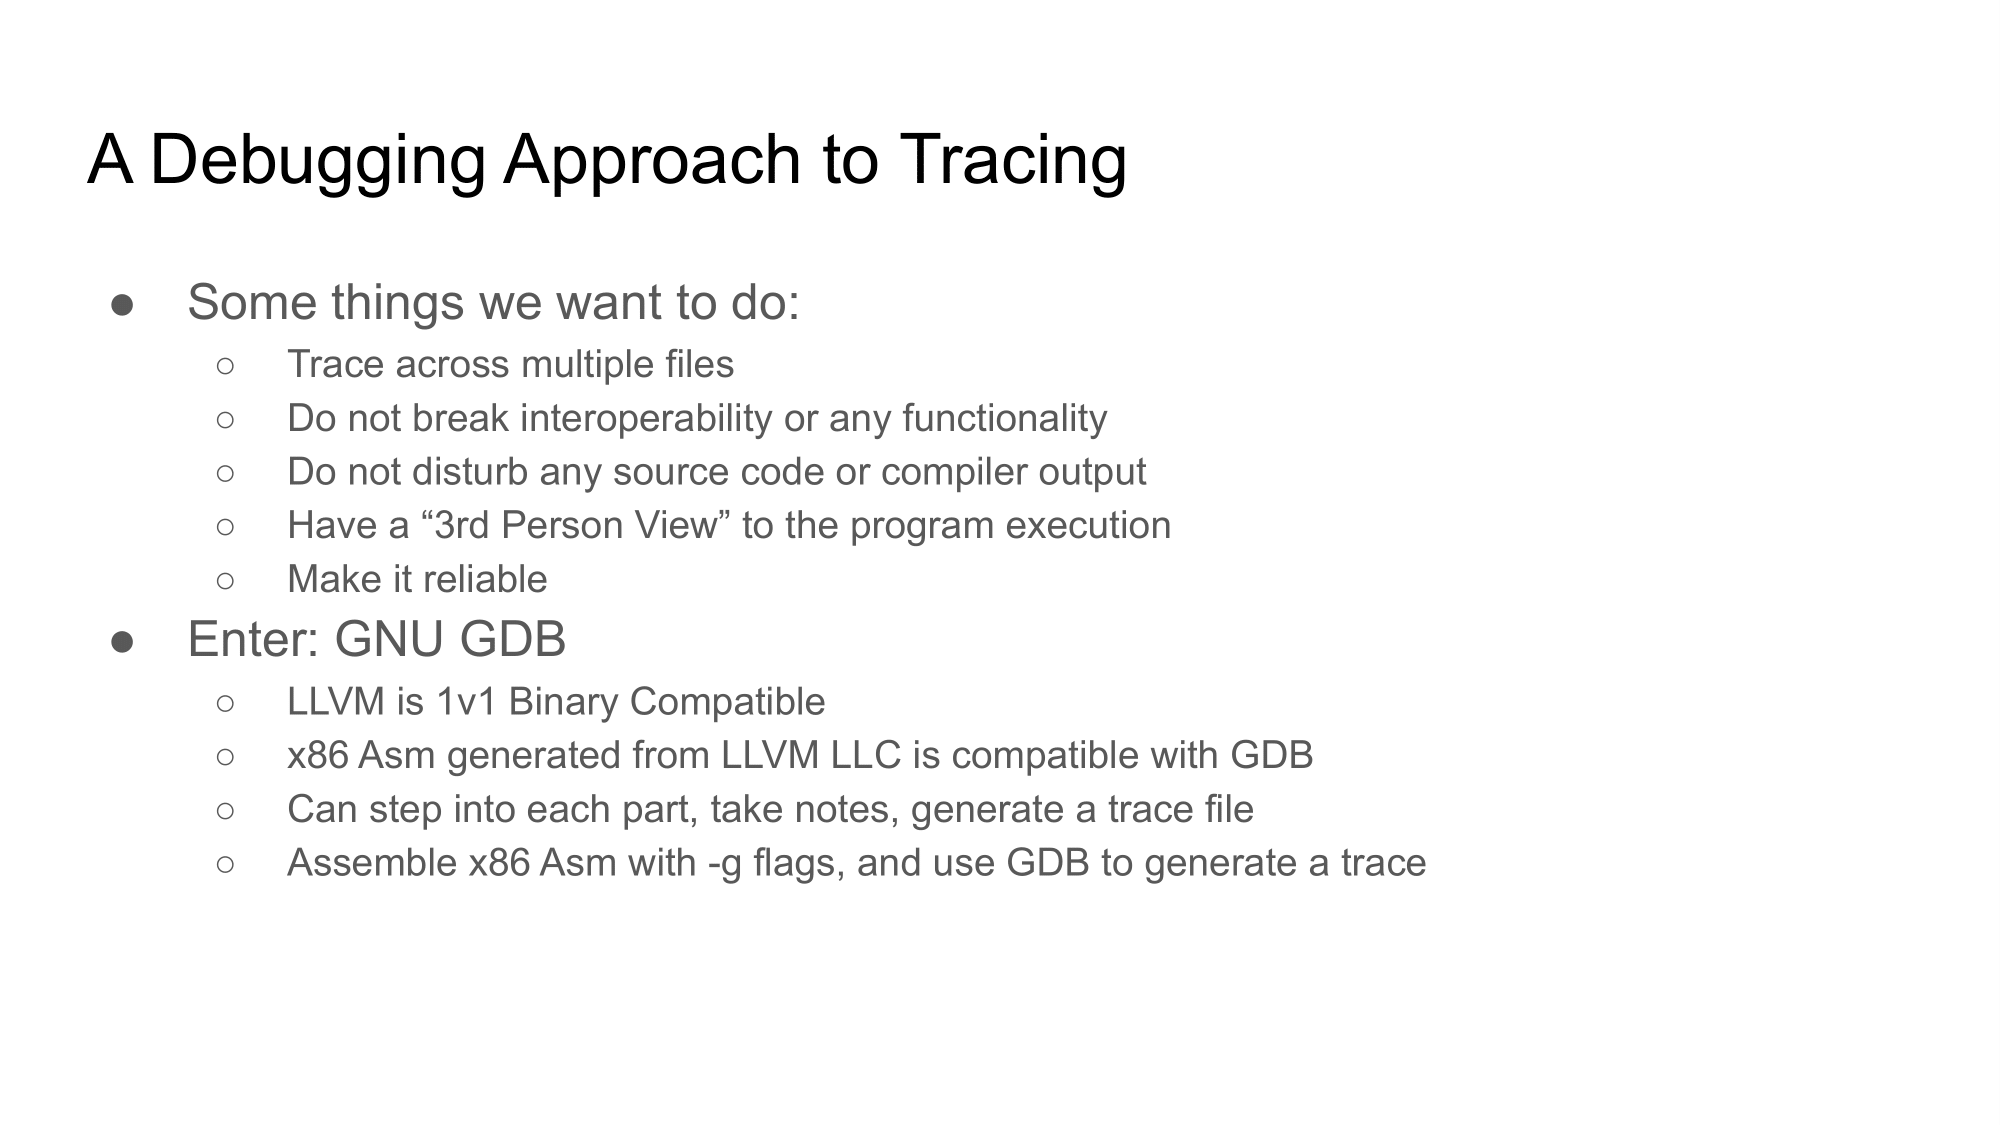 A Debugging Approach to Tracing
● Some things we want to do:
○ Trace across multiple files
○ Do not break interoperability or any functionality
○ Do not disturb any source code or compiler output
○ Have a “3rd Person View” to the program execution
○ Make it reliable
● Enter: GNU GDB
○ LLVM is 1v1 Binary Compatible
○ x86 Asm generated from LLVM LLC is compatible with GDB
○ Can step into each part, take notes, generate a trace file
○ Assemble x86 Asm with -g flags, and use GDB to generate a trace